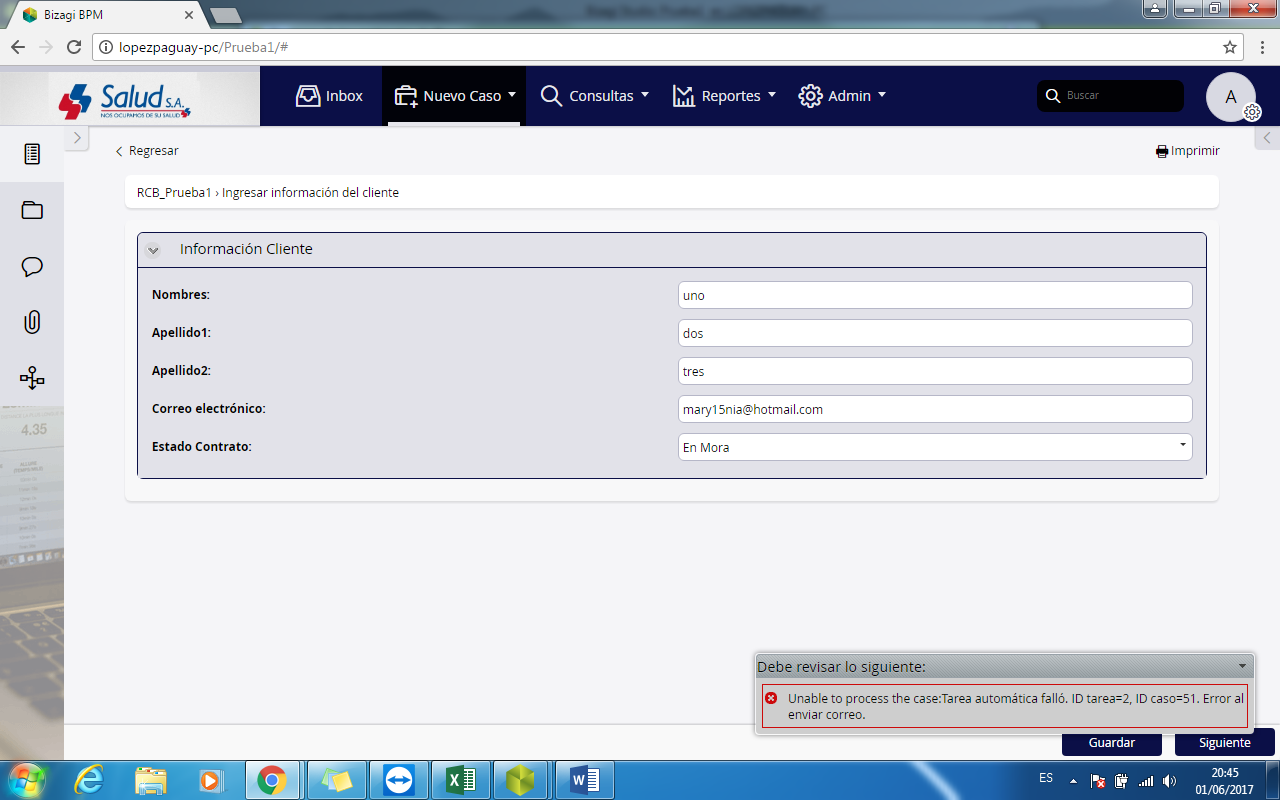 Bizagi BPM
lopezpaguay-pc/Prueba1/#
Salud S.A.
NOS OCUPAMOS DE SU SALUD
Inbox
Nuevo Caso
Consultas
Reportes
Admin
Buscar
A
Regresar
Imprimir
RCB_Prueba1 › Ingresar información del cliente
Información Cliente
Nombres:
uno
Apellido1:
dos
Apellido2:
tres
Correo electrónico:
mary15nia@hotmail.com
Estado Contrato:
En Mora
4.35
Debe revisar lo siguiente:
Unable to process the case:Tarea automática falló. ID tarea=2, ID caso=51. Error al
enviar correo.
Guardar
Siguiente
ES
20:45
01/06/2017